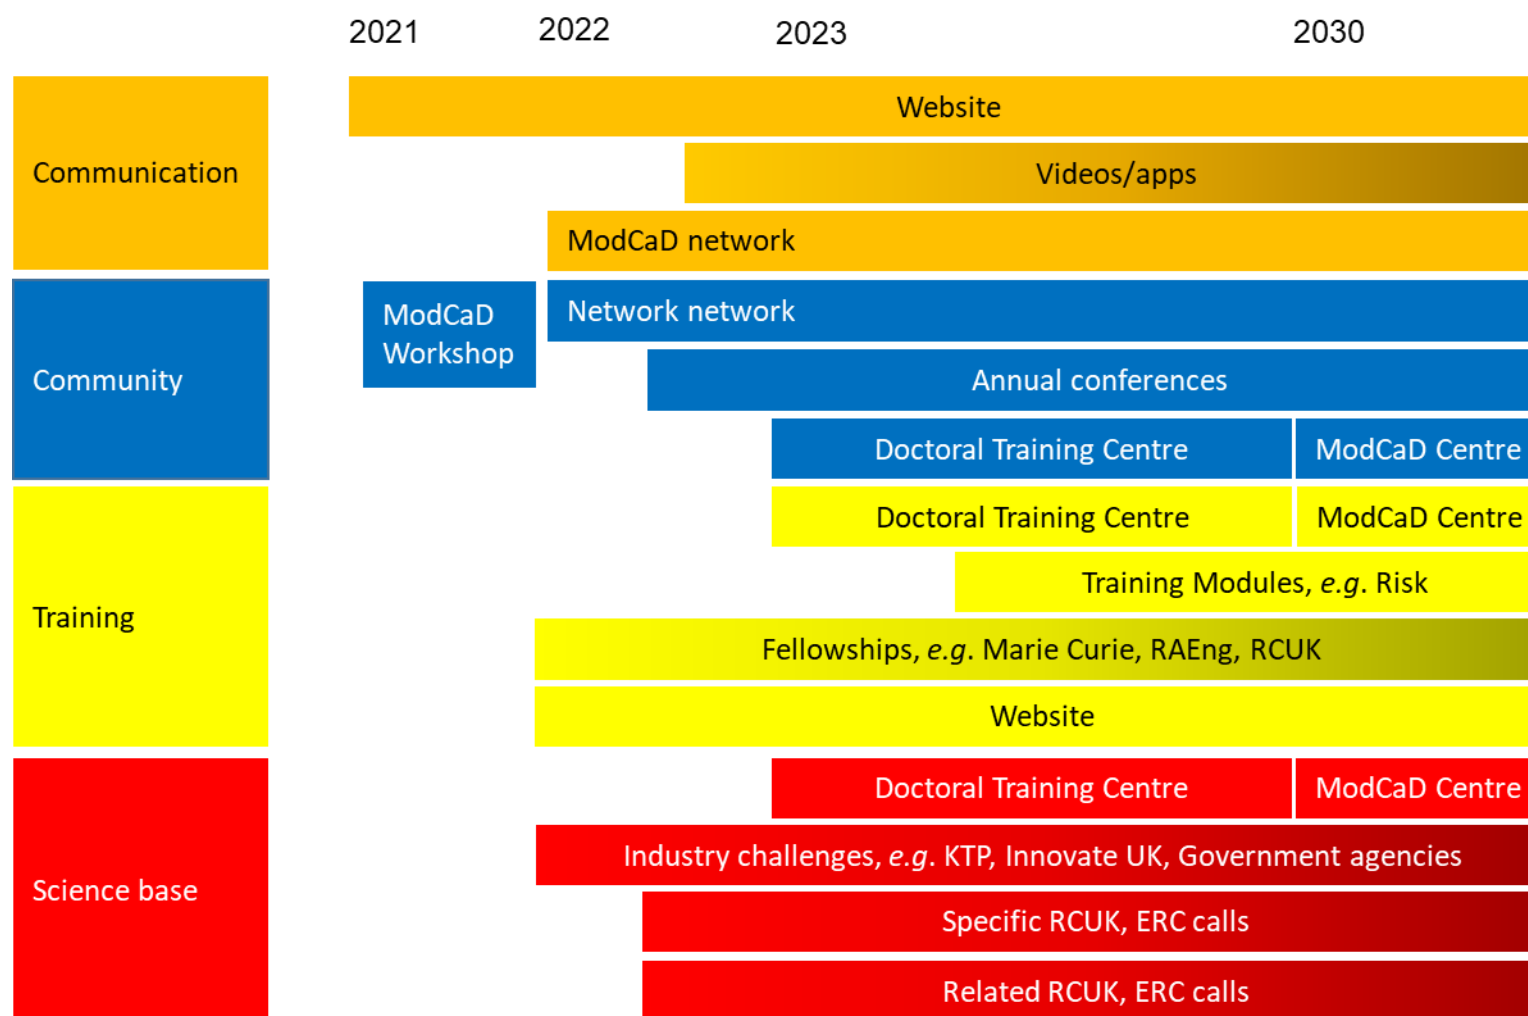 2021 2022 2023 2030
Website
Communication
Videos/apps
ModCaD network
ModCaD
Workshop
Network network
Community
Annual conferences
Doctoral Training Centre ModCaD Centre
Doctoral Training Centre ModCaD Centre
Training Modules, e.g. Risk
Training
Fellowships, e.g. Marie Curie, RAEng, RCUK
Website
Doctoral Training Centre ModCaD Centre
Industry challenges, e.g. KTP, Innovate UK, Government agencies
Science base
Specific RCUK, ERC calls
Related RCUK, ERC calls